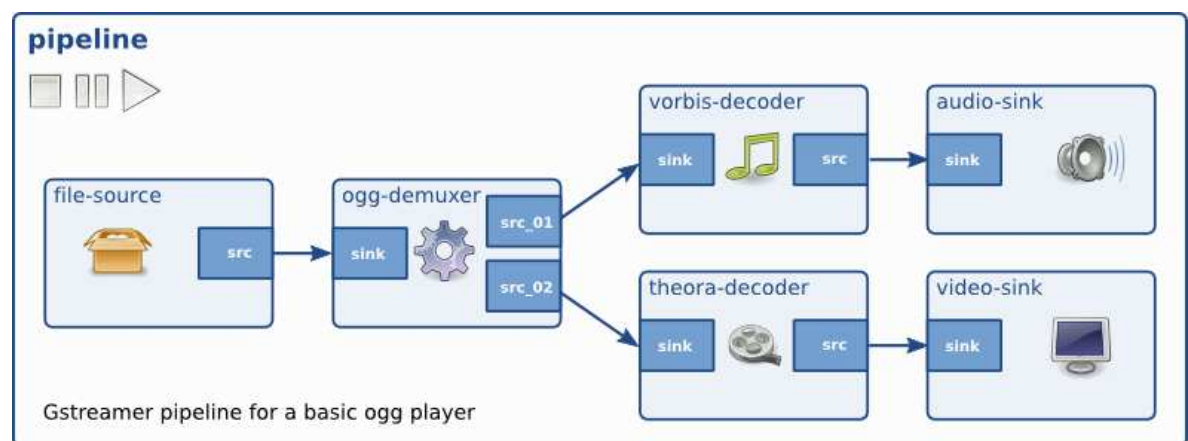 pipeline
vorbis-decoder
sink
src
audio-sink
sink
file-source
src
ogg-demuxer
sink
src_01
src_02
theora-decoder
sink
src
video-sink
sink
Gstreamer pipeline for a basic ogg player